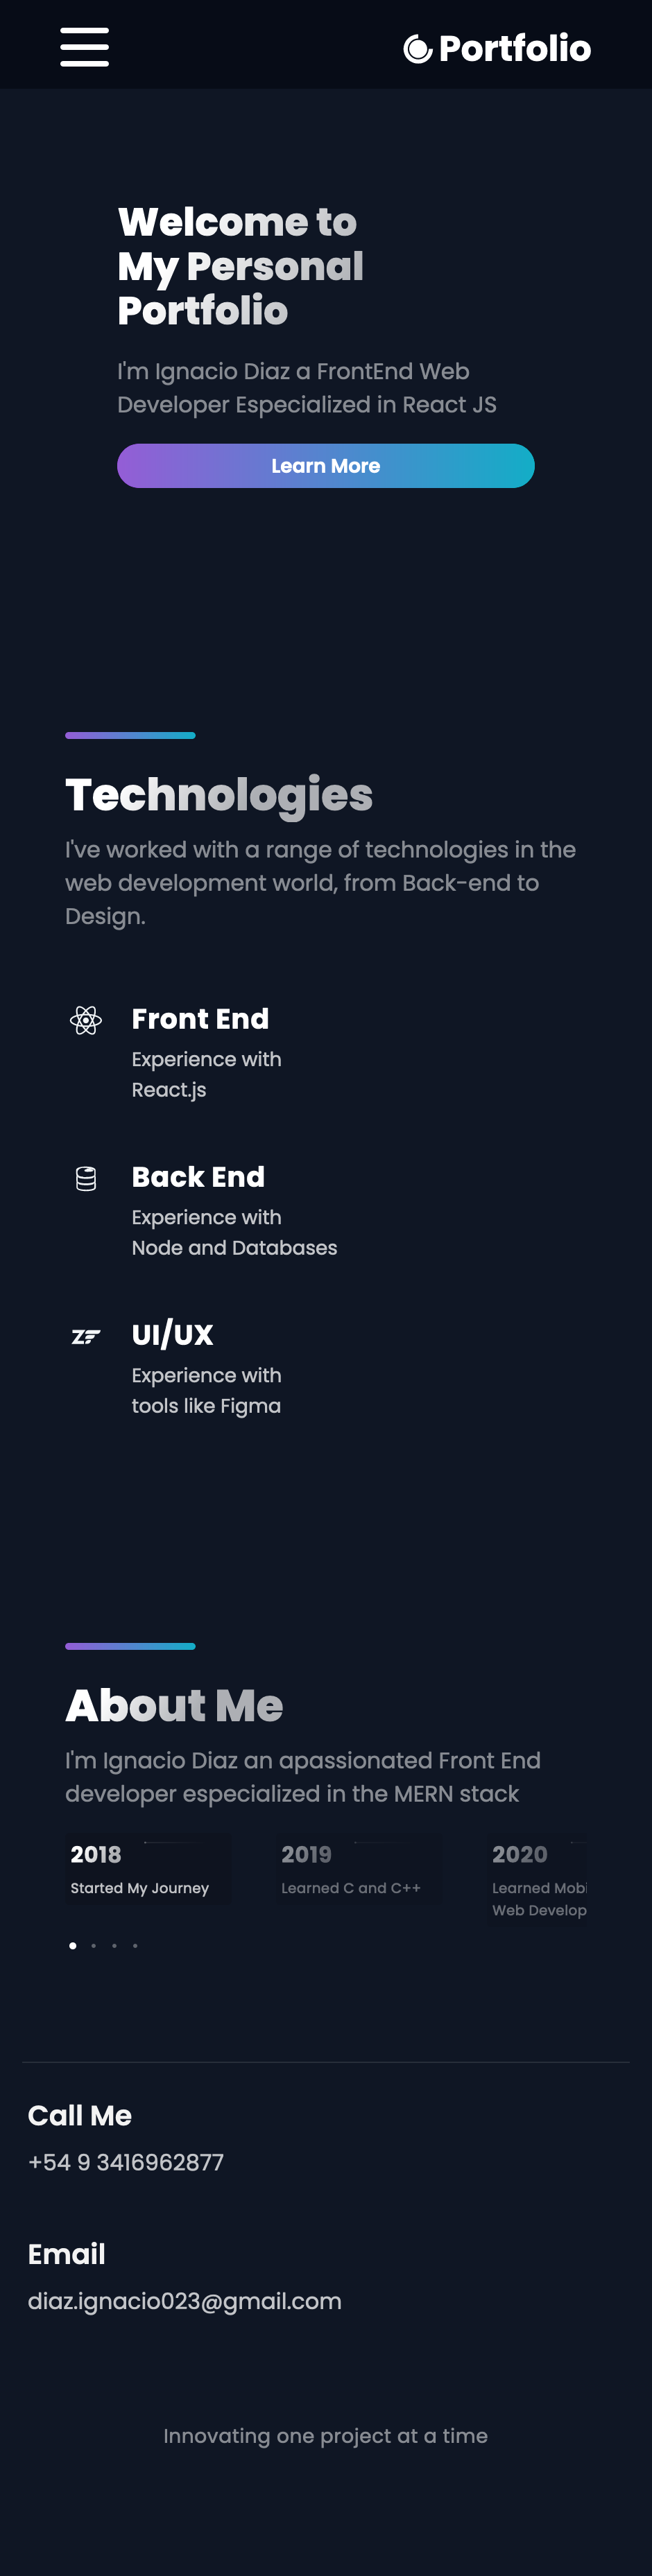 Portfolio
Welcome to
My Personal
Portfolio
I'm Ignacio Diaz a FrontEnd Web
Developer Especialized in React JS
Learn More
Technologies
I've worked with a range of technologies in the
web development world, from Back-end to
Design.
Front End
Experience with
React.js
Back End
Experience with
Node and Databases
UI/UX
Experience with
tools like Figma
About Me
I'm Ignacio Diaz an apassionated Front End
developer especialized in the MERN stack
2018
Started My Journey
2019
Learned C and C++
2020
Learned Mobi
Web Develop
Call Me
+54 9 3416962877
Email
diaz.ignacio023@gmail.com
Innovating one project at a time